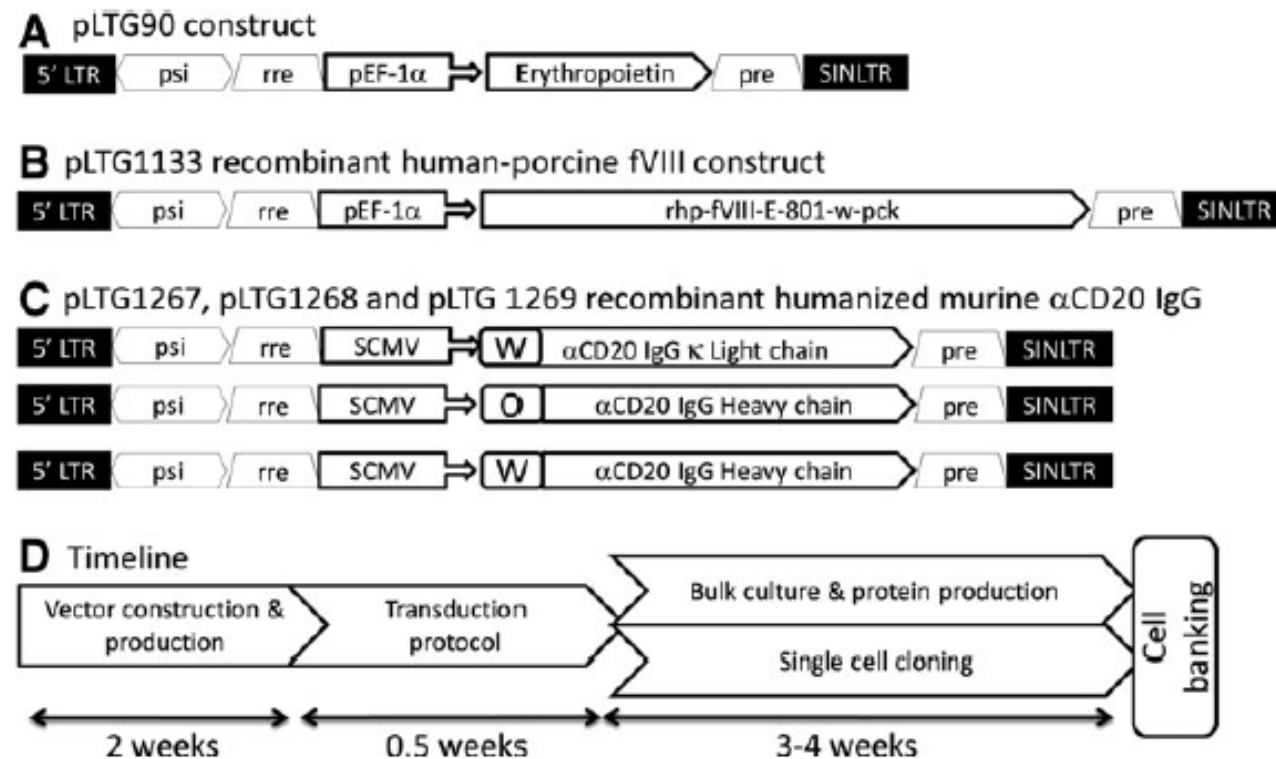 A pLTG90 construct
5' LTR psi rre pEF-1α Erythropoietin pre SINLTR
B pLTG1133 recombinant human-porcine fVIII construct
5' LTR psi rre pEF-1α rhp-fVIII-E-801-w-pck pre SINLTR
C pLTG1267, pLTG1268 and pLTG 1269 recombinant humanized murine αCD20 IgG
5' LTR psi rre SCMV W αCD20 IgG κ Light chain pre SINLTR
5' LTR psi rre SCMV O αCD20 IgG Heavy chain pre SINLTR
5' LTR psi rre SCMV W αCD20 IgG Heavy chain pre SINLTR
D Timeline
Vector construction &
production
Transduction
protocol
Bulk culture & protein production
Single cell cloning
Cell
banking
2 weeks 0.5 weeks 3-4 weeks